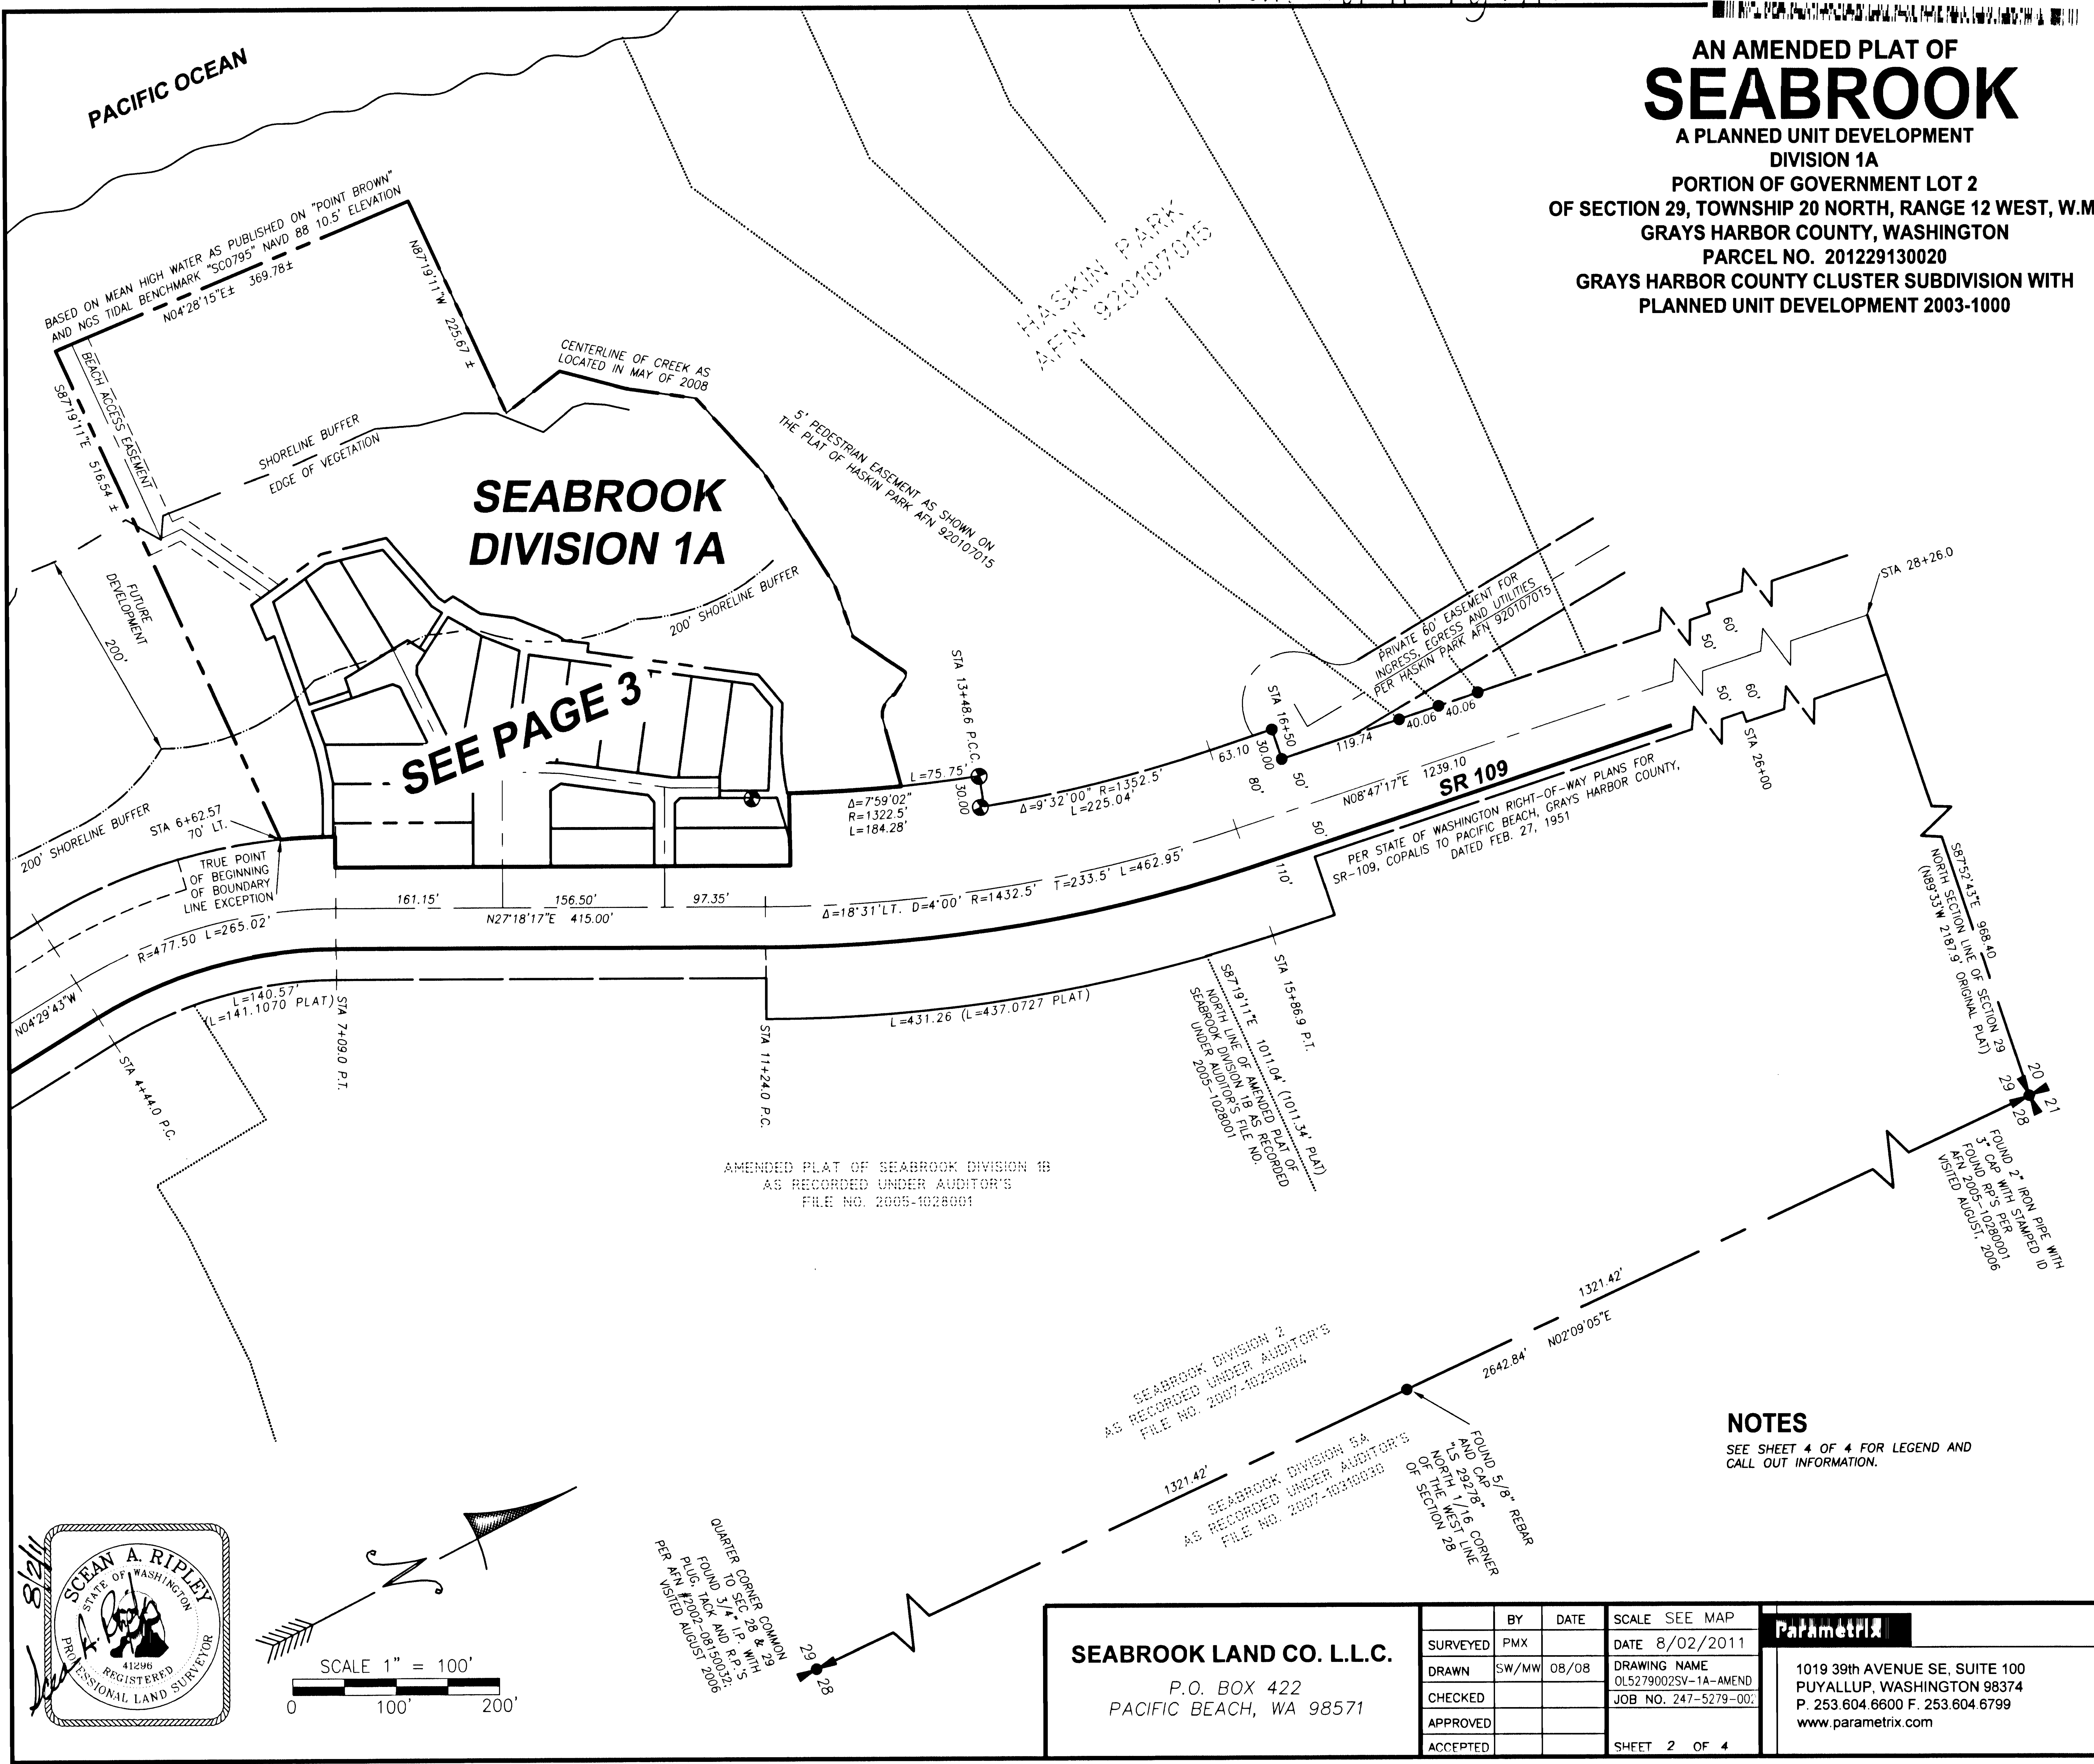 AN AMENDED PLAT OF
SEABROOK
A PLANNED UNIT DEVELOPMENT
DIVISION 1A
PORTION OF GOVERNMENT LOT 2
OF SECTION 29, TOWNSHIP 20 NORTH, RANGE 12 WEST, W.M
GRAYS HARBOR COUNTY, WASHINGTON
PARCEL NO. 201229130020
GRAYS HARBOR COUNTY CLUSTER SUBDIVISION WITH
PLANNED UNIT DEVELOPMENT 2003-1000
PACIFIC OCEAN
BASED ON MEAN HIGH WATER AS PUBLISHED ON "POINT BROWN"
AND NGS TIDAL BENCHMARK "SC0795" NAVD 88 10.5' ELEVATION
N04°28'15"E± 369.78±
N87°19'11"W 225.67 ±
BEACH ACCESS EASEMENT
S87°19'11"E 516.54 ±
CENTERLINE OF CREEK AS
LOCATED IN MAY OF 2008
SHORELINE BUFFER
EDGE OF VEGETATION
SEABROOK
DIVISION 1A
HASKIN PARK
AFN 920107015
5' PEDESTRIAN EASEMENT AS SHOWN ON
THE PLAT OF HASKIN PARK AFN 920107015
FUTURE
DEVELOPMENT
200'
200' SHORELINE BUFFER
SEE PAGE 3
PRIVATE 60' EASEMENT FOR
INGRESS, EGRESS AND UTILITIES
PER HASKIN PARK AFN 920107015
STA 28+26.0
60'
50'
50'
60'
STA 26+00
STA 13+48.6 P.C.C.
STA 16+50
L=75.75'
30.00
Δ=7°59'02"
R=1322.5'
L=184.28'
Δ=9°32'00" R=1352.5'
L=225.04'
63.10
30.00
80'
50'
119.74
40.06
40.06
N08°47'17"E 1239.10
SR 109
50'
110'
PER STATE OF WASHINGTON RIGHT-OF-WAY PLANS FOR
SR-109, COPALIS TO PACIFIC BEACH, GRAYS HARBOR COUNTY,
DATED FEB. 27, 1951
200' SHORELINE BUFFER
STA 6+62.57
70' LT.
TRUE POINT
OF BEGINNING
OF BOUNDARY
LINE EXCEPTION
161.15'
156.50'
97.35'
N27°18'17"E 415.00'
Δ=18°31'LT. D=4°00' R=1432.5' T=233.5' L=462.95'
R=477.50 L=265.02'
N04°29'43"W
L=140.57'
(L=141.1070 PLAT)
STA 7+09.0 P.T.
STA 4+44.0 P.C.
STA 11+24.0 P.C.
L=431.26 (L=437.0727 PLAT)
STA 15+86.9 P.T.
S87°19'11"E 1011.04' (1011.34' PLAT)
NORTH LINE OF AMENDED PLAT OF
SEABROOK DIVISION 1B AS RECORDED
UNDER AUDITOR'S FILE NO.
2005-1028001
S87°52'43"E 968.40
NORTH SECTION LINE OF SECTION 29
(N89°33'W 2187.9' ORIGINAL PLAT)
20
29
21
28
FOUND 2" IRON PIPE WITH
3" CAP WITH STAMPED ID
FOUND RP'S PER
AFN 2005-10280001
VISITED AUGUST, 2006
AMENDED PLAT OF SEABROOK DIVISION 1B
AS RECORDED UNDER AUDITOR'S
FILE NO. 2005-1028001
1321.42'
N02°09'05"E
2642.84'
SEABROOK DIVISION 2
AS RECORDED UNDER AUDITOR'S
FILE NO. 2007-10250004
1321.42'
SEABROOK DIVISION 5A
AS RECORDED UNDER AUDITOR'S
FILE NO. 2007-10310030
FOUND 5/8" REBAR
AND CAP
"LS 29278"
NORTH 1/16 CORNER
OF THE WEST LINE
OF SECTION 28
NOTES
SEE SHEET 4 OF 4 FOR LEGEND AND
CALL OUT INFORMATION.
QUARTER CORNER COMMON
TO SEC 28 & 29
FOUND 3/4" I.P. WITH
PLUG, TACK AND R.P.'S
PER AFN #2002-08150032;
VISITED AUGUST 2006
29
28
8/2/11
SCEAN A. RIPLEY
STATE OF WASHINGTON
41296
REGISTERED
PROFESSIONAL LAND SURVEYOR
N
SCALE 1" = 100'
0 100' 200'
SEABROOK LAND CO. L.L.C.
P.O. BOX 422
PACIFIC BEACH, WA 98571
BY DATE
SURVEYED PMX
DRAWN SW/MW 08/08
CHECKED
APPROVED
ACCEPTED
SCALE SEE MAP
DATE 8/02/2011
DRAWING NAME
OL5279002SV-1A-AMEND
JOB NO. 247-5279-002
SHEET 2 OF 4
Parametrix
1019 39th AVENUE SE, SUITE 100
PUYALLUP, WASHINGTON 98374
P. 253.604.6600 F. 253.604.6799
www.parametrix.com